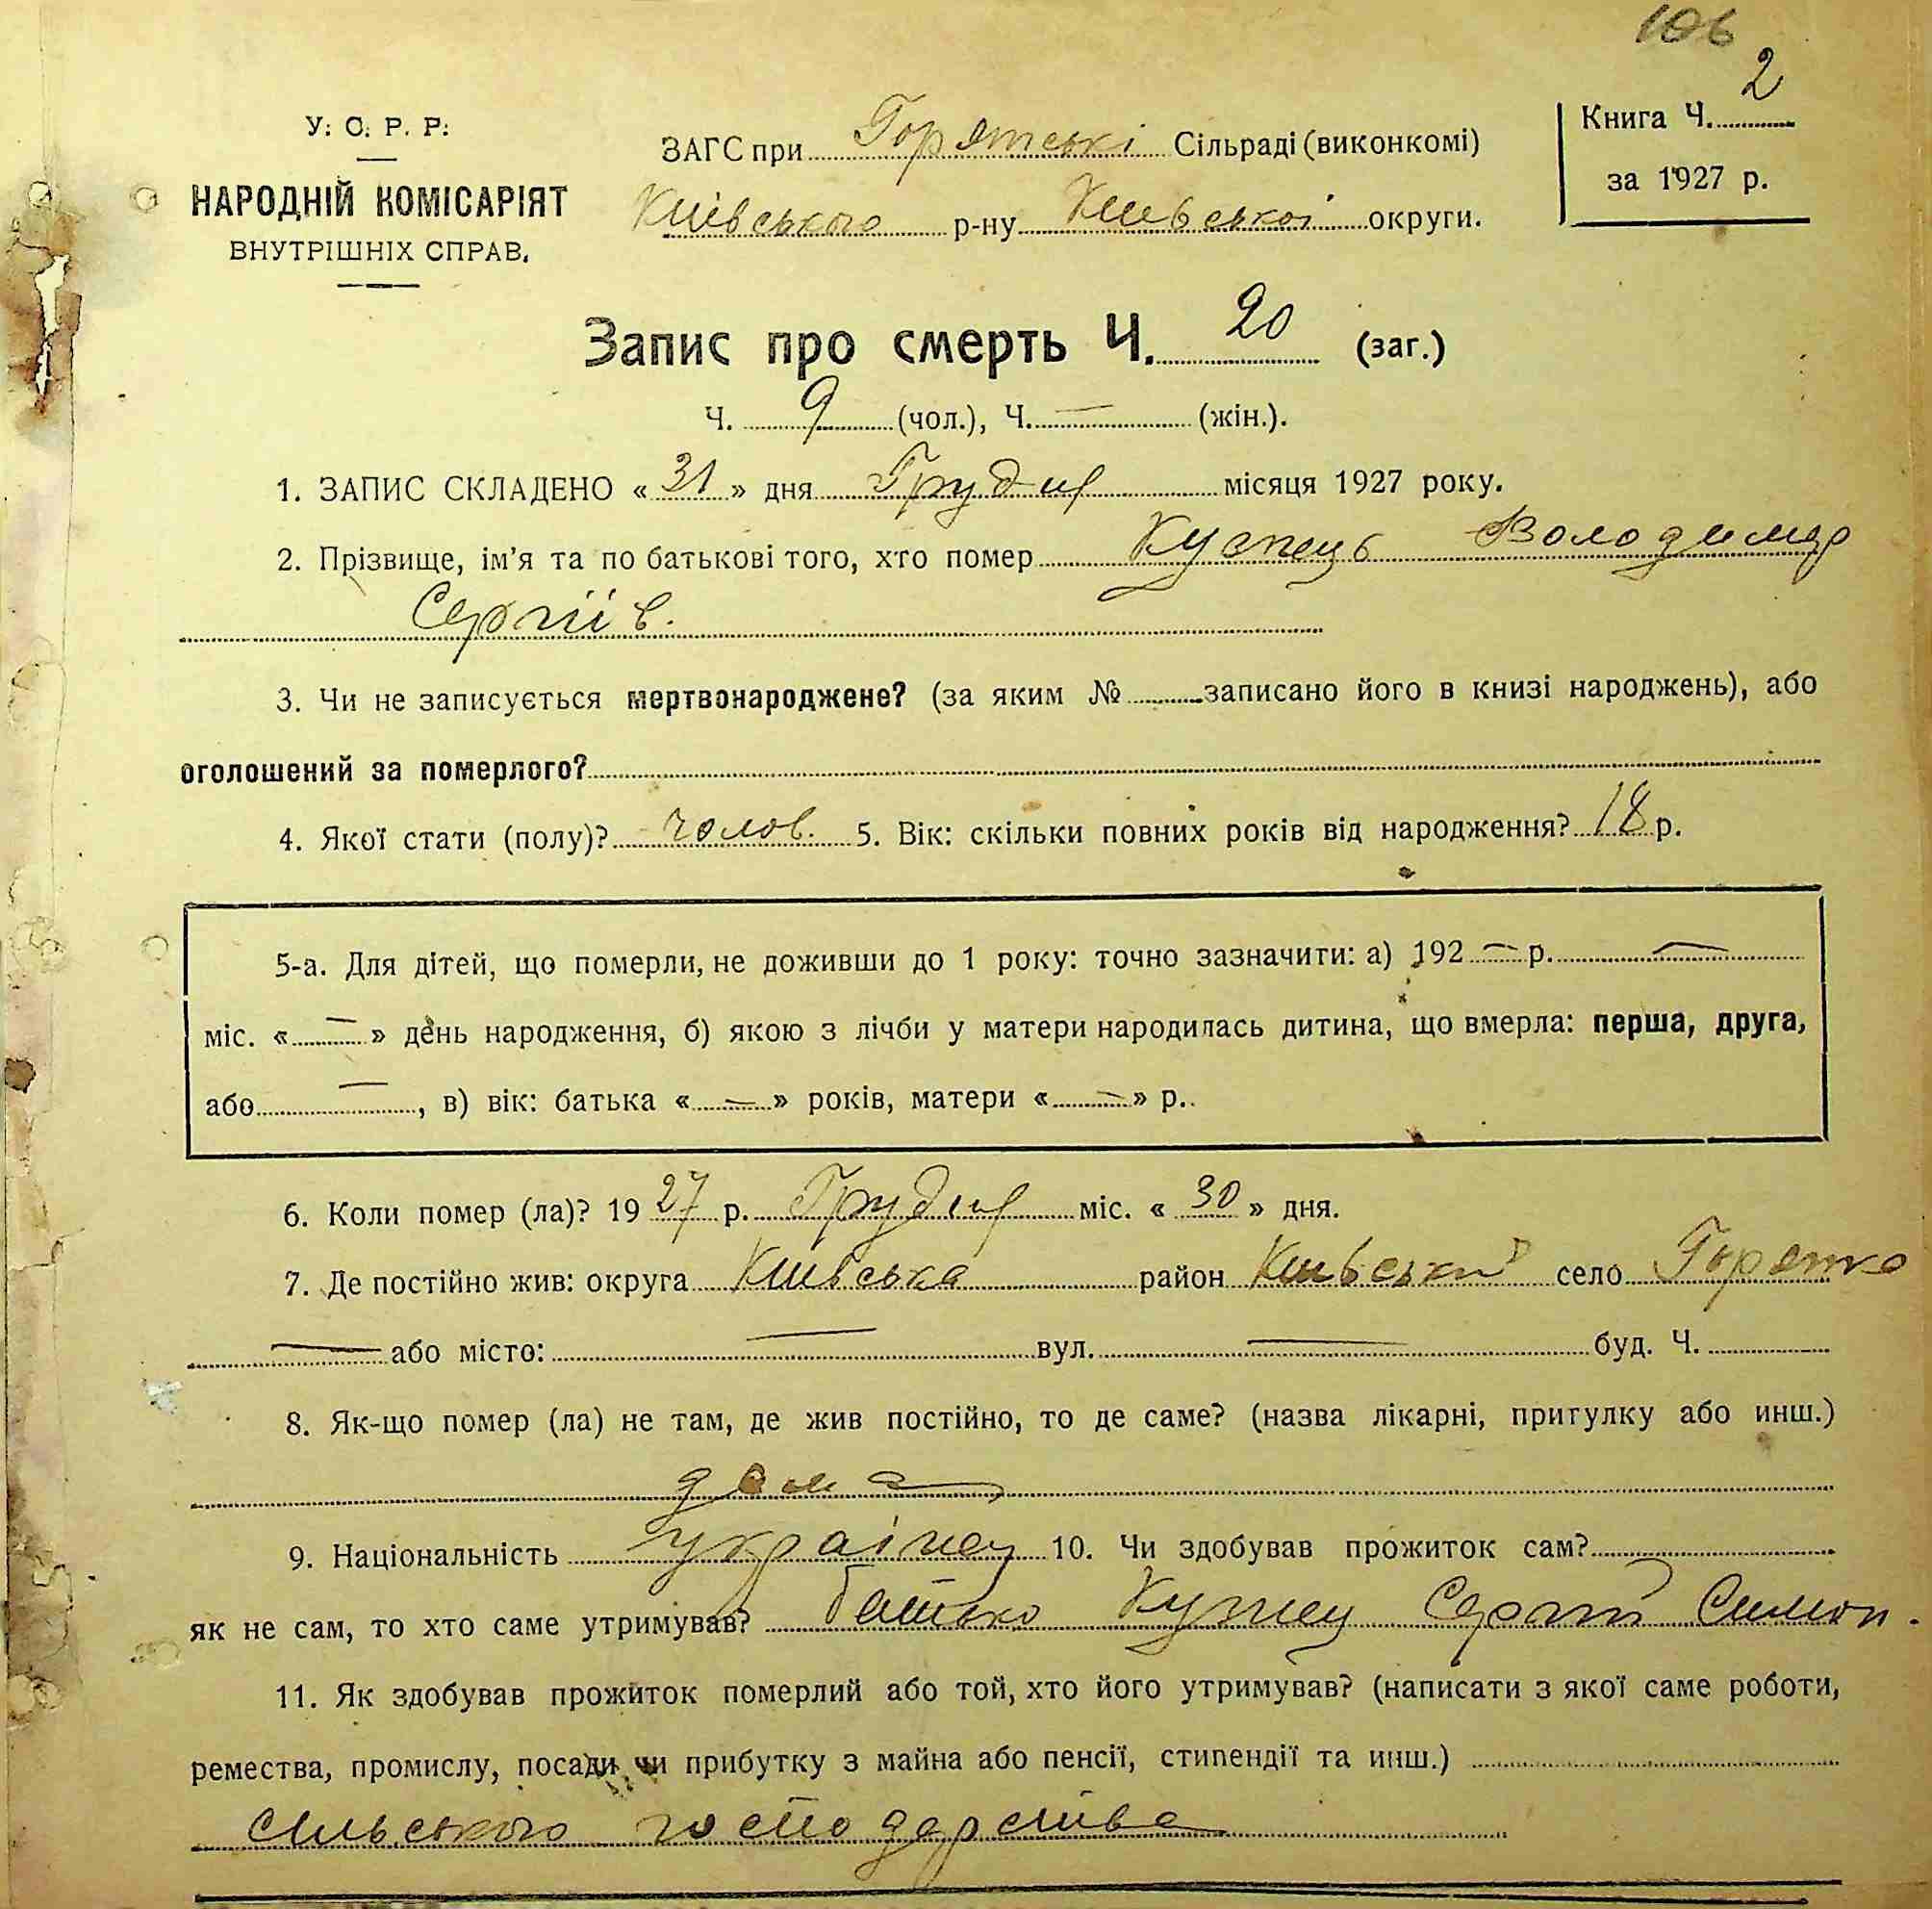 106
У. С. Р. Р.
НАРОДНІЙ КОМІСАРІЯТ
ВНУТРІШНІХ СПРАВ.
ЗАГС при Горятські Сільраді (виконкомі)
Київського р-ну Київської округи.
Книга Ч. 2
за 1927 р.
Запис про смерть Ч. 20 (заг.)
Ч. 9 (чол.), Ч. — (жін.).
1. ЗАПИС СКЛАДЕНО « 31 » дня Грудня місяця 1927 року.
2. Прізвище, ім'я та по батькові того, хто помер Володимир
Сергіів.
3. Чи не записується мертвонароджене? (за яким № записано його в книзі народжень), або
оголошений за померлого?
4. Якої стати (полу)? чолов. 5. Вік: скільки повних років від народження? 18 р.
5-а. Для дітей, що померли, не доживши до 1 року: точно зазначити: а) 192 — р. —
міс. « — » день народження, б) якою з лічби у матери народилась дитина, що вмерла: перша, друга,
або —, в) вік: батька « — » років, матери « — » р.
6. Коли помер (ла)? 19 27 р. Грудня міс. « 30 » дня.
7. Де постійно жив: округа Київська район Київський село
— або місто: — вул. — буд. Ч.
8. Як-що помер (ла) не там, де жив постійно, то де саме? (назва лікарні, притулку або инш.)
дома
9. Національність украінец 10. Чи здобував прожиток сам?
як не сам, то хто саме утримував? батько Сергій Симон.
11. Як здобував прожиток померлий або той, хто його утримував? (написати з якої саме роботи,
ремества, промислу, посади чи прибутку з майна або пенсії, стипендії та инш.)
сільського господарства